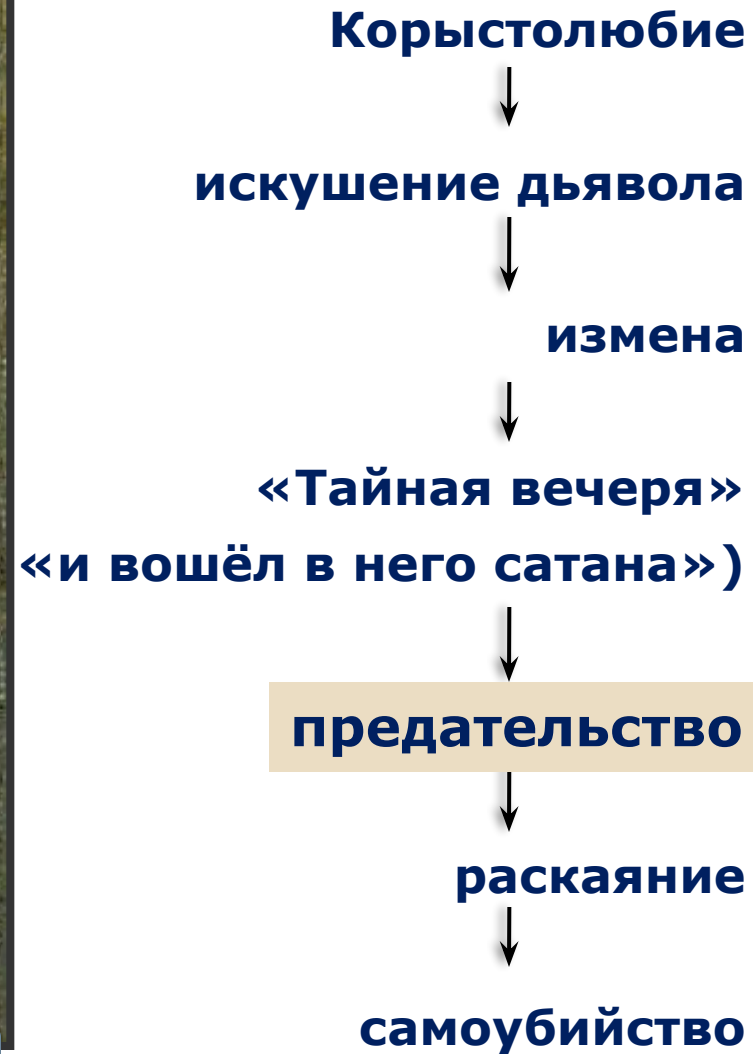 Корыстолюбие
искушение дьявола
измена
«Тайная вечеря»
«и вошёл в него сатана»)
предательство
раскаяние
самоубийство